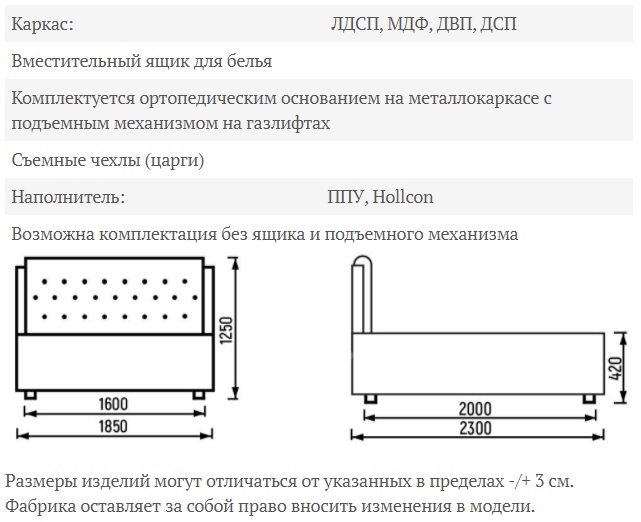 Каркас: ЛДСП, МДФ, ДВП, ДСП
Вместительный ящик для белья
Комплектуется ортопедическим основанием на металлокаркасе с
подъемным механизмом на газлифтах
Съемные чехлы (царги)
Наполнитель: ППУ, Hollcon
Возможна комплектация без ящика и подъемного механизма
1250
1600
1850
420
2000
2300
Размеры изделий могут отличаться от указанных в пределах -/+ 3 см.
Фабрика оставляет за собой право вносить изменения в модели.